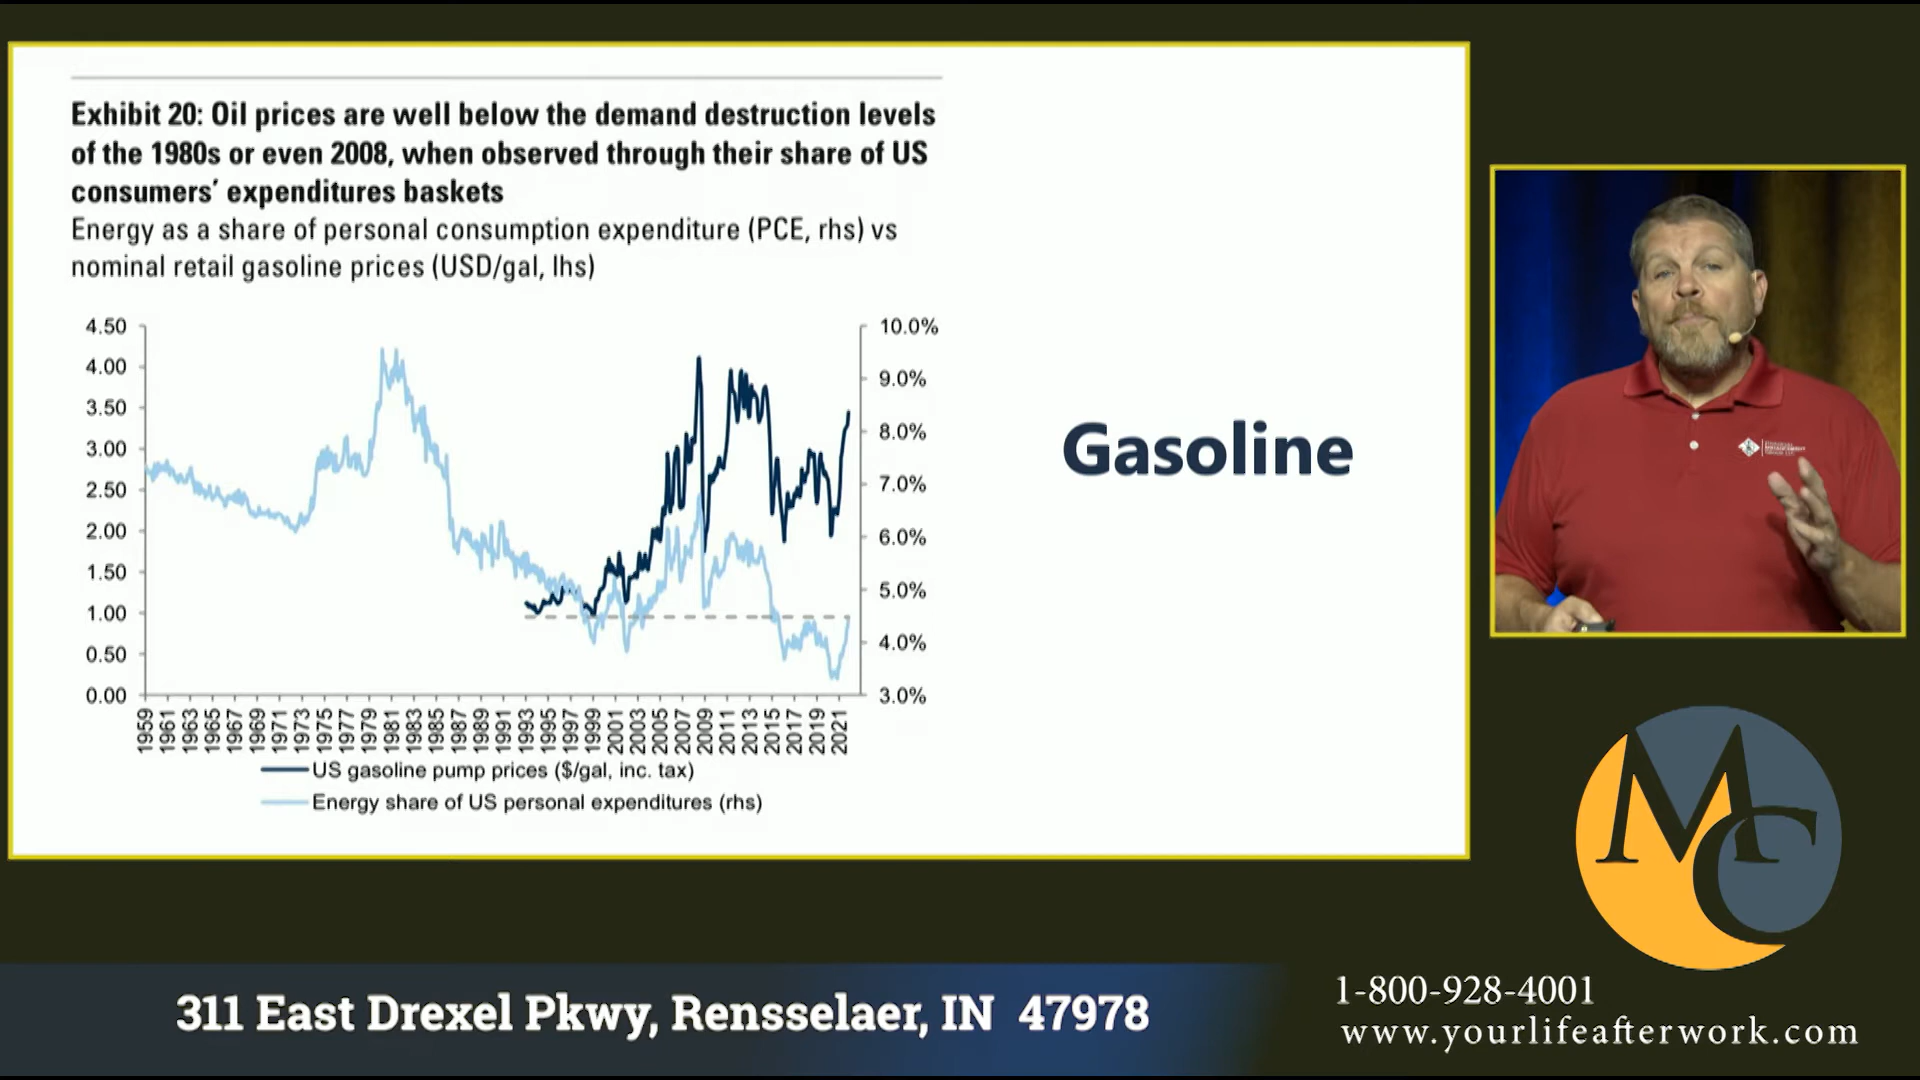 Exhibit 20: Oil prices are well below the demand destruction levels
of the 1980s or even 2008, when observed through their share of US
consumers' expenditures baskets
Energy as a share of personal consumption expenditure (PCE, rhs) vs
nominal retail gasoline prices (USD/gal, lhs)
4.50
4.00
3.50
3.00
2.50
2.00
1.50
1.00
0.50
0.00
10.0%
9.0%
8.0%
7.0%
6.0%
5.0%
4.0%
3.0%
1959 1961 1963 1965 1967 1969 1971 1973 1975 1977 1979 1981 1983 1985 1987 1989 1991 1993 1995 1997 1999 2001 2003 2005 2007 2009 2011 2013 2015 2017 2019 2021
US gasoline pump prices ($/gal, inc. tax)
Energy share of US personal expenditures (rhs)
Gasoline
MC
311 East Drexel Pkwy, Rensselaer, IN 47978
1-800-928-4001
www.yourlifeafterwork.com